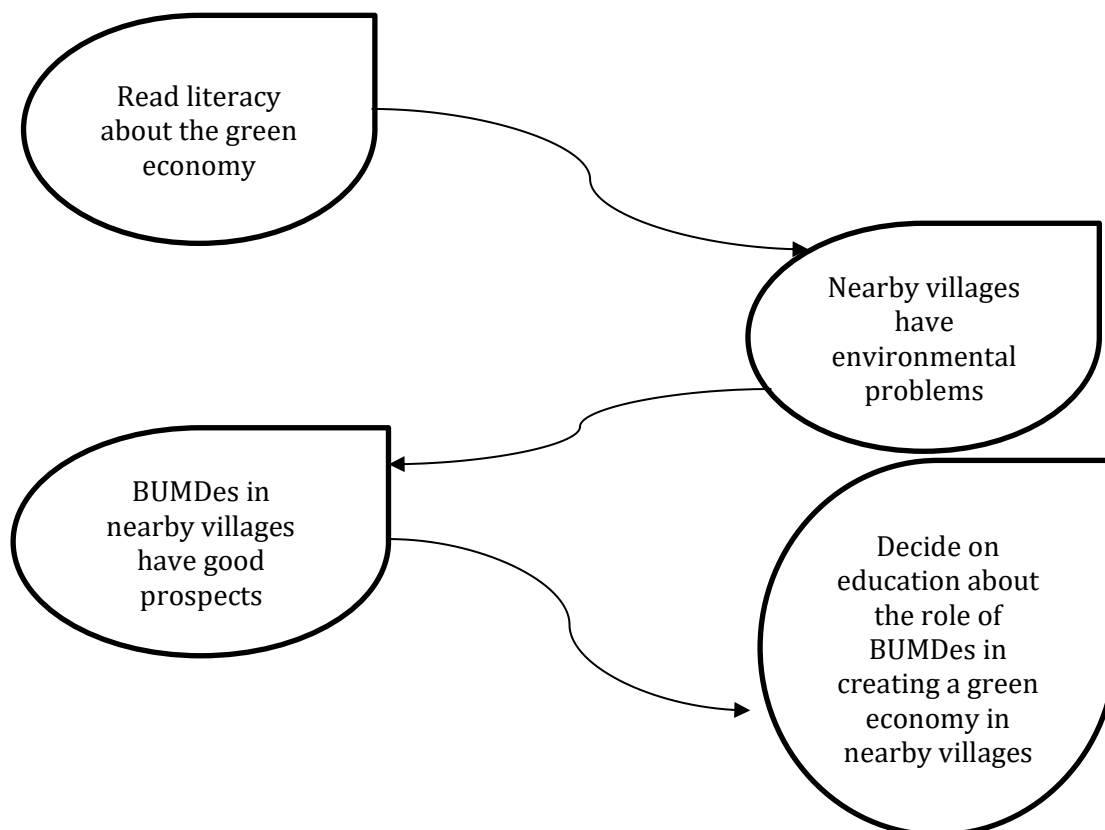 Read literacy
about the green
economy
Nearby villages
have
environmental
problems
BUMDes in
nearby villages
have good
prospects
Decide on
education about
the role of
BUMDes in
creating a green
economy in
nearby villages